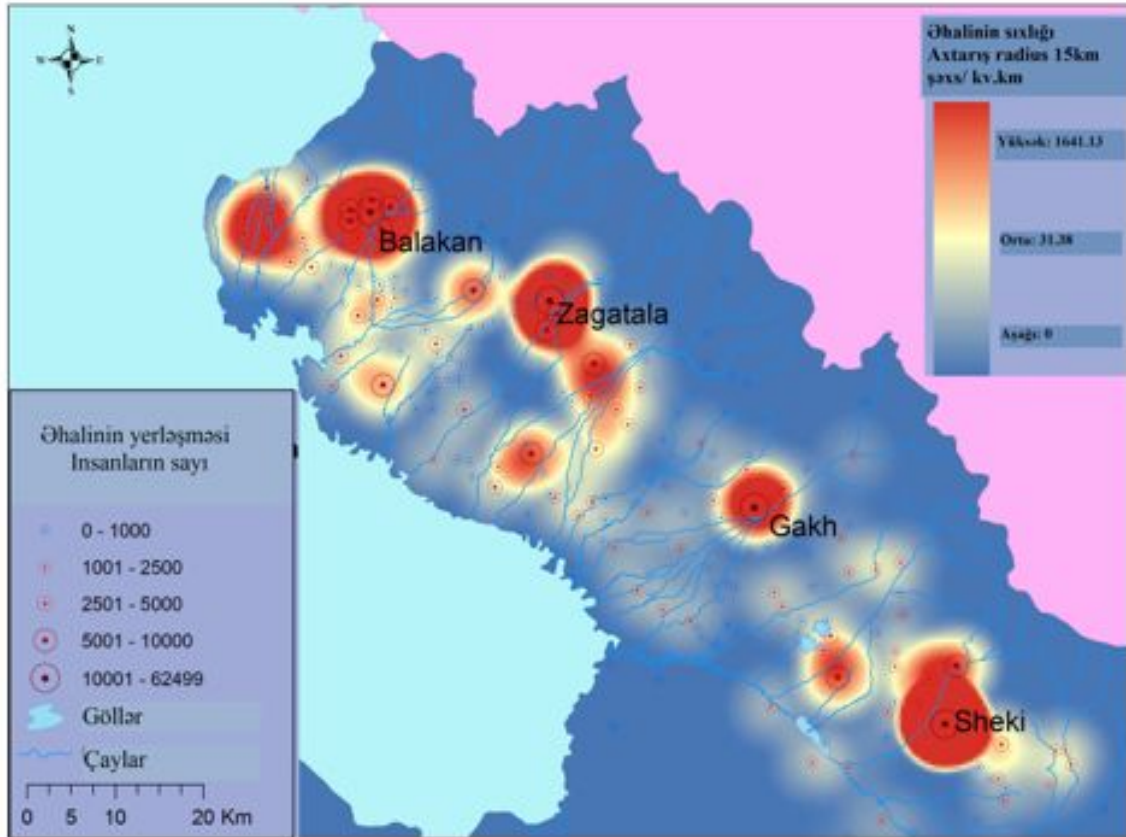 N
W E
S
Əhalinin sıxlığı
Axtarış radius 15km
şəxs/ kv.km
Yüksək: 1641.13
Orta: 31.38
Aşağı: 0
Balakan
Zagatala
Gakh
Sheki
Əhalinin yerləşməsi
Insanların sayı
0 - 1000
1001 - 2500
2501 - 5000
5001 - 10000
10001 - 62499
Göllər
Çaylar
0 5 10 20 Km